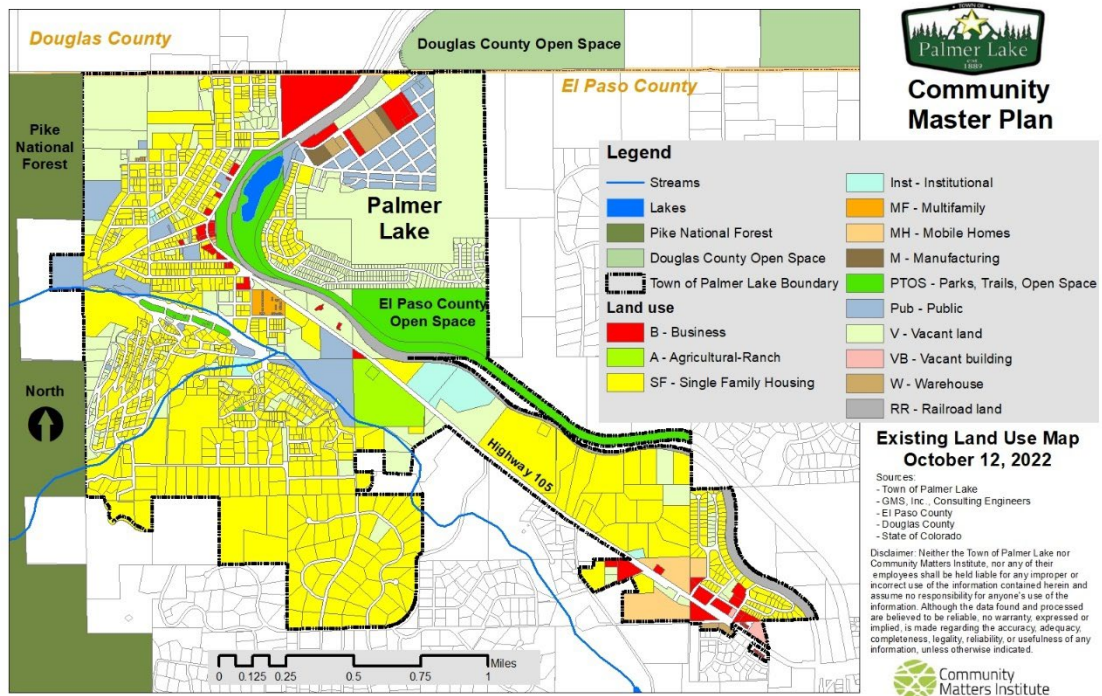 Douglas County
Douglas County Open Space
El Paso County
Pike
National
Forest
Palmer
Lake
El Paso County
Open Space
North
Highway 105
0 0.125 0.25 0.5 0.75 1
Miles
TOWN OF
Palmer Lake
EST
1889
Community
Master Plan
Legend
Streams
Lakes
Pike National Forest
Douglas County Open Space
Town of Palmer Lake Boundary
Land use
B - Business
A - Agricultural-Ranch
SF - Single Family Housing
Inst - Institutional
MF - Multifamily
MH - Mobile Homes
M - Manufacturing
PTOS - Parks, Trails, Open Space
Pub - Public
V - Vacant land
VB - Vacant building
W - Warehouse
RR - Railroad land
Existing Land Use Map
October 12, 2022
Sources:
- Town of Palmer Lake
- GMS, Inc., Consulting Engineers
- El Paso County
- Douglas County
- State of Colorado
Disclaimer: Neither the Town of Palmer Lake nor
Community Matters Institute, nor any of their
employees shall be held liable for any improper or
incorrect use of the information contained herein and
assume no responsibility for anyone's use of the
information. Although the data found and processed
are believed to be reliable, no warranty, expressed or
implied, is made regarding the accuracy, adequacy,
completeness, legality, reliability, or usefulness of any
information, unless otherwise indicated.
Community
Matters Institute